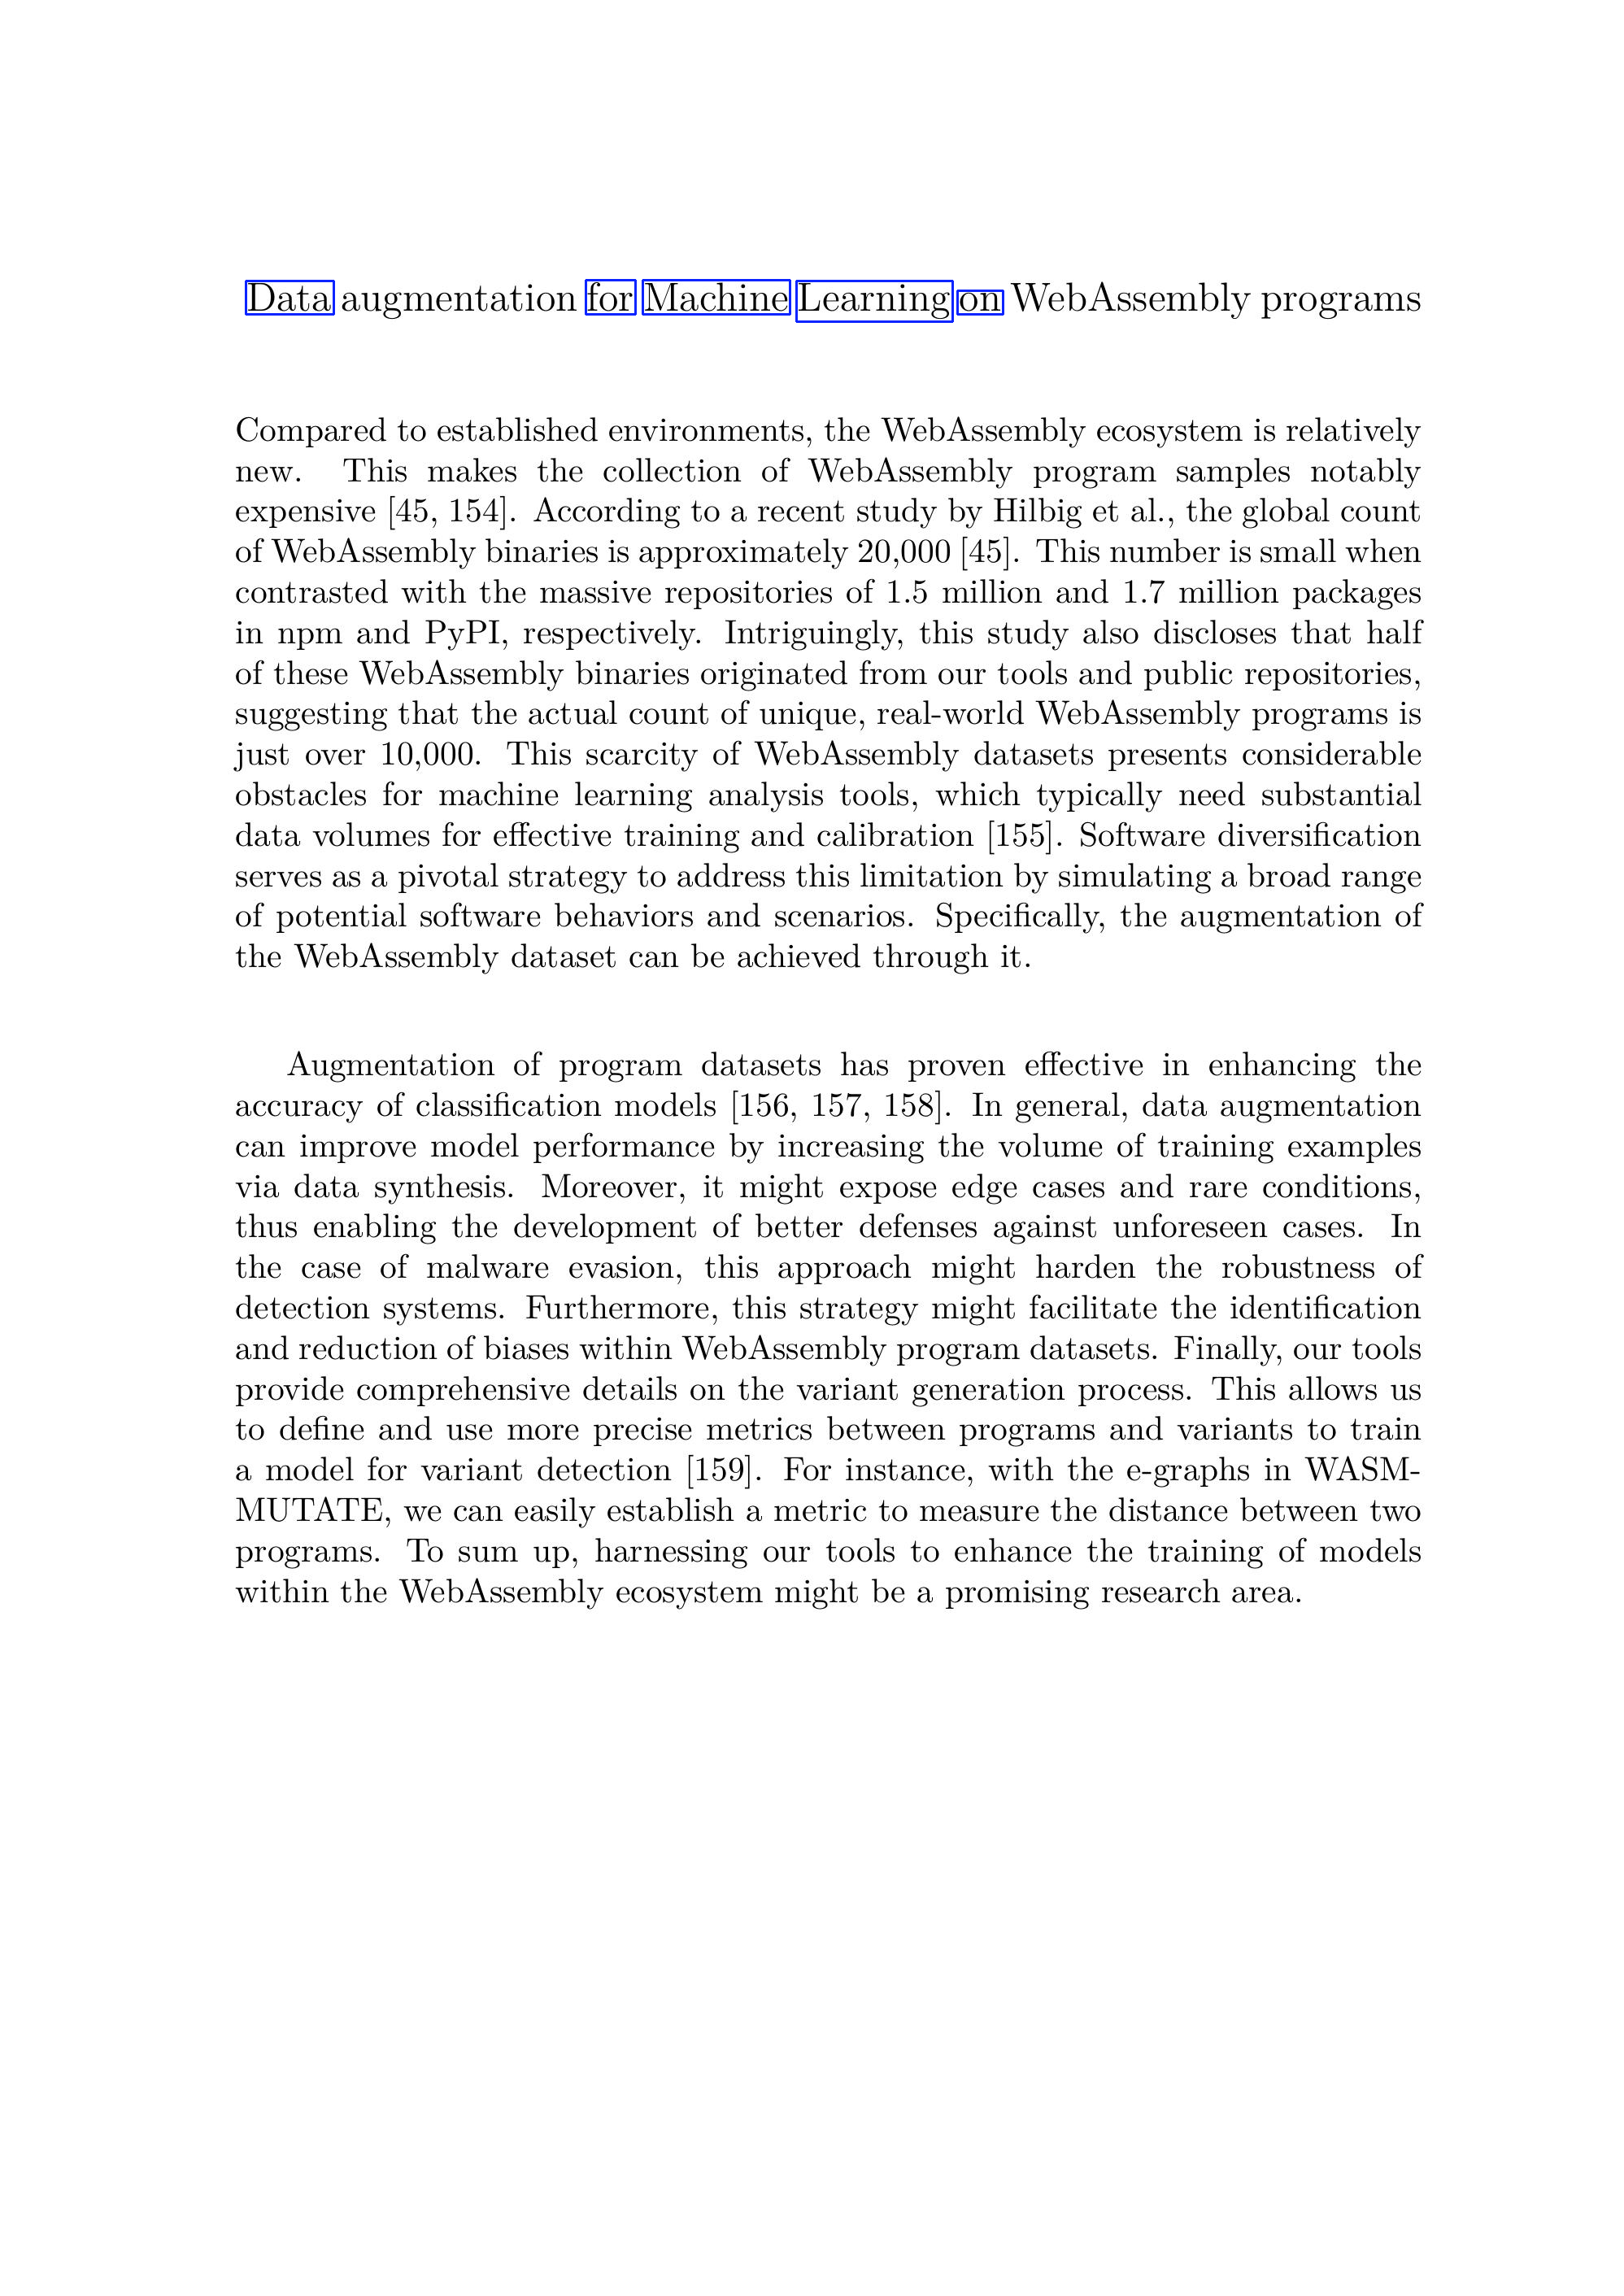 Data augmentation for Machine Learning on WebAssembly programs
Compared to established environments, the WebAssembly ecosystem is relatively
new. This makes the collection of WebAssembly program samples notably
expensive [45, 154]. According to a recent study by Hilbig et al., the global count
of WebAssembly binaries is approximately 20,000 [45]. This number is small when
contrasted with the massive repositories of 1.5 million and 1.7 million packages
in npm and PyPI, respectively. Intriguingly, this study also discloses that half
of these WebAssembly binaries originated from our tools and public repositories,
suggesting that the actual count of unique, real-world WebAssembly programs is
just over 10,000. This scarcity of WebAssembly datasets presents considerable
obstacles for machine learning analysis tools, which typically need substantial
data volumes for effective training and calibration [155]. Software diversification
serves as a pivotal strategy to address this limitation by simulating a broad range
of potential software behaviors and scenarios. Specifically, the augmentation of
the WebAssembly dataset can be achieved through it.
Augmentation of program datasets has proven effective in enhancing the
accuracy of classification models [156, 157, 158]. In general, data augmentation
can improve model performance by increasing the volume of training examples
via data synthesis. Moreover, it might expose edge cases and rare conditions,
thus enabling the development of better defenses against unforeseen cases. In
the case of malware evasion, this approach might harden the robustness of
detection systems. Furthermore, this strategy might facilitate the identification
and reduction of biases within WebAssembly program datasets. Finally, our tools
provide comprehensive details on the variant generation process. This allows us
to define and use more precise metrics between programs and variants to train
a model for variant detection [159]. For instance, with the e-graphs in WASM-
MUTATE, we can easily establish a metric to measure the distance between two
programs. To sum up, harnessing our tools to enhance the training of models
within the WebAssembly ecosystem might be a promising research area.